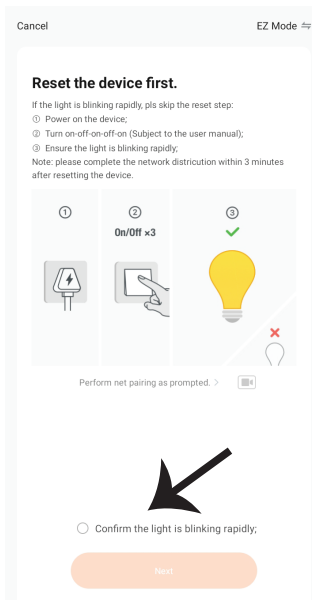 Cancel EZ Mode ⇋
Reset the device first.
If the light is blinking rapidly, pls skip the reset step:
① Power on the device;
② Turn on-off-on-off-on (Subject to the user manual);
③ Ensure the light is blinking rapidly;
Note: please complete the network districution within 3 minutes
after resetting the device.
① ② ③
On/Off ×3
Perform net pairing as prompted. >
Confirm the light is blinking rapidly;
Next